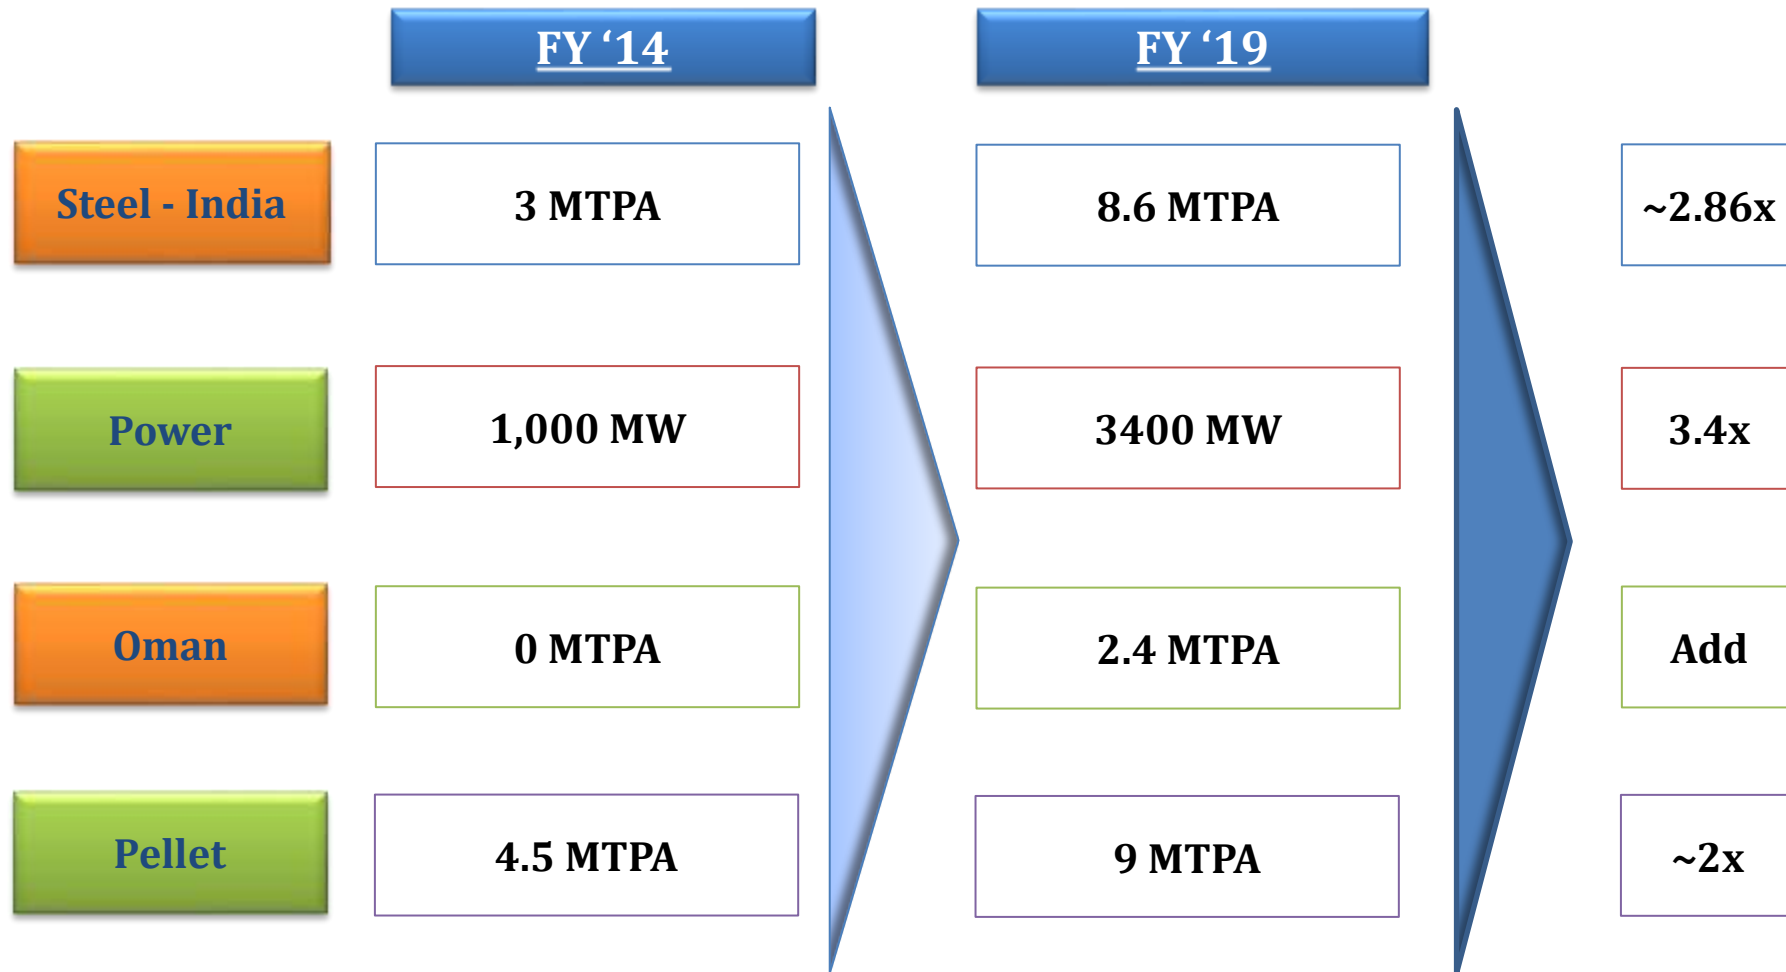 FY ‘14
FY ‘19
Steel - India
3 MTPA
8.6 MTPA
~2.86x
Power
1,000 MW
3400 MW
3.4x
Oman
0 MTPA
2.4 MTPA
Add
Pellet
4.5 MTPA
9 MTPA
~2x